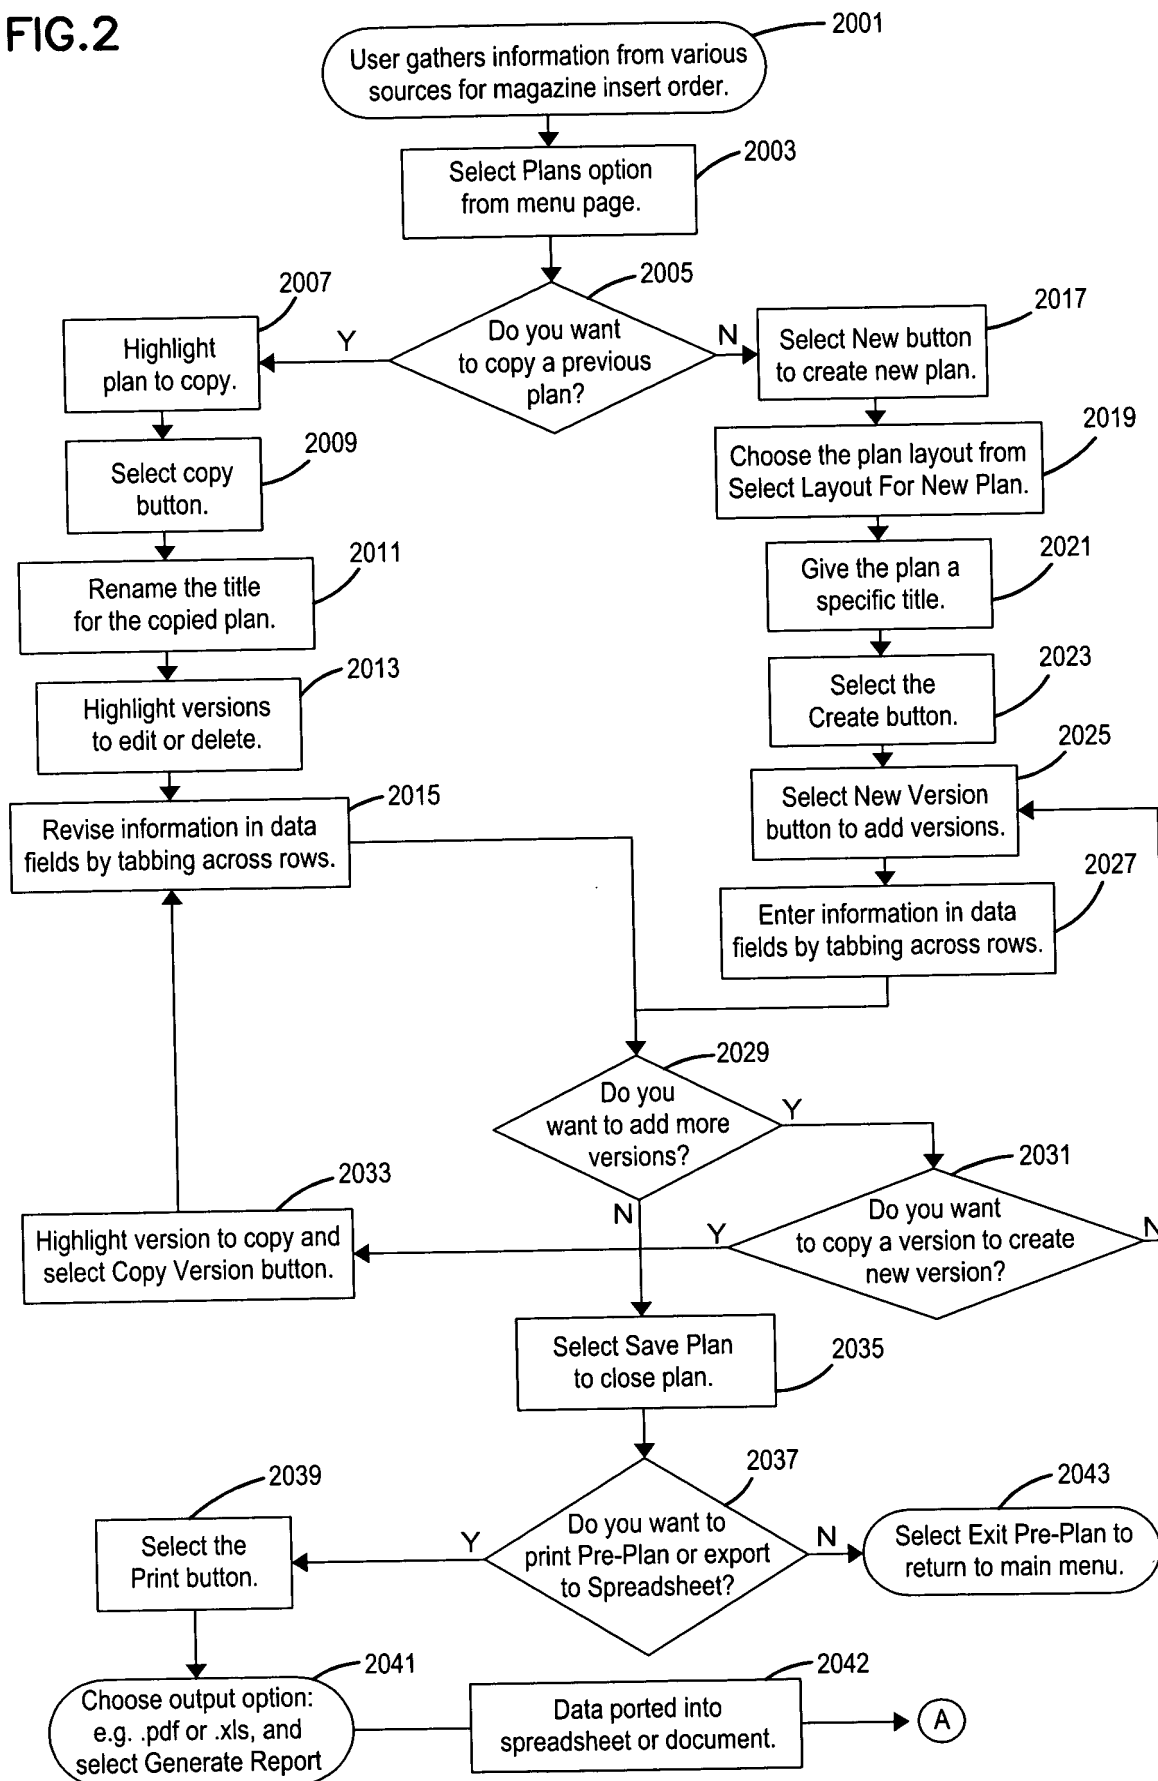 FIG.2
2001
User gathers information from various
sources for magazine insert order.
2003
Select Plans option
from menu page.
2005
Do you want
to copy a previous
plan?
Y
N
2007
Highlight
plan to copy.
2017
Select New button
to create new plan.
2009
Select copy
button.
2019
Choose the plan layout from
Select Layout For New Plan.
2011
Rename the title
for the copied plan.
2021
Give the plan a
specific title.
2013
Highlight versions
to edit or delete.
2023
Select the
Create button.
2015
Revise information in data
fields by tabbing across rows.
2025
Select New Version
button to add versions.
2027
Enter information in data
fields by tabbing across rows.
2029
Do you
want to add more
versions?
Y
N
2031
Do you want
to copy a version to create
new version?
Y
N
2033
Highlight version to copy and
select Copy Version button.
2035
Select Save Plan
to close plan.
2037
Do you want to
print Pre-Plan or export
to Spreadsheet?
Y
N
2039
Select the
Print button.
2043
Select Exit Pre-Plan to
return to main menu.
2041
Choose output option:
e.g. .pdf or .xls, and
select Generate Report
2042
Data ported into
spreadsheet or document.
A